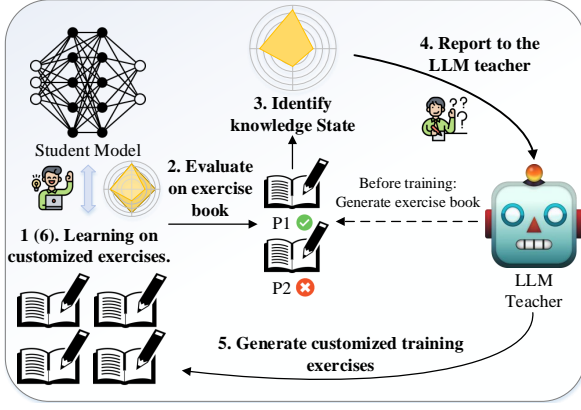 Student Model
1 (6). Learning on
customized exercises.
2. Evaluate
on exercise
book
3. Identify
knowledge State
P1
P2
4. Report to the
LLM teacher
??
?
Before training:
Generate exercise book
LLM
Teacher
5. Generate customized training
exercises